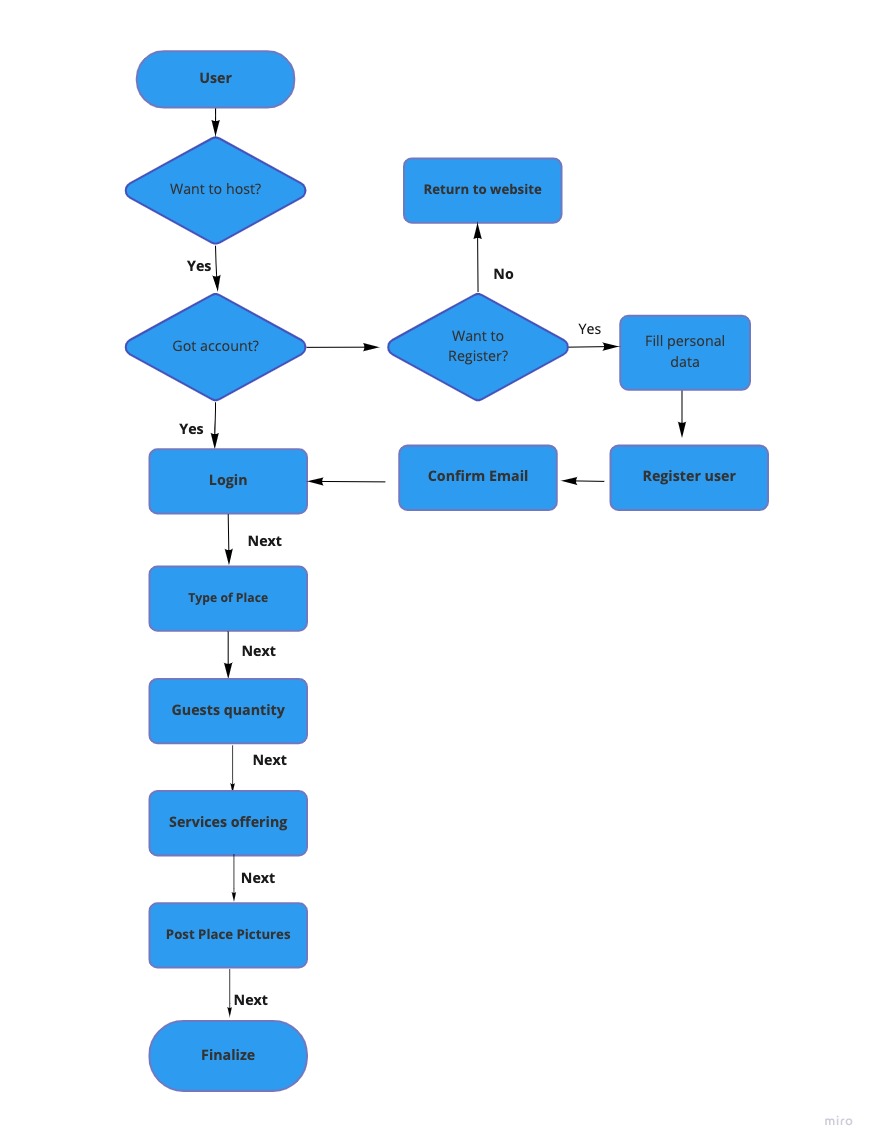 User
Want to host?
Return to website
Yes
No
Got account?
Want to
Register?
Yes
Fill personal
data
Yes
Login
Confirm Email
Register user
Next
Type of Place
Next
Guests quantity
Next
Services offering
Next
Post Place Pictures
Next
Finalize
miro